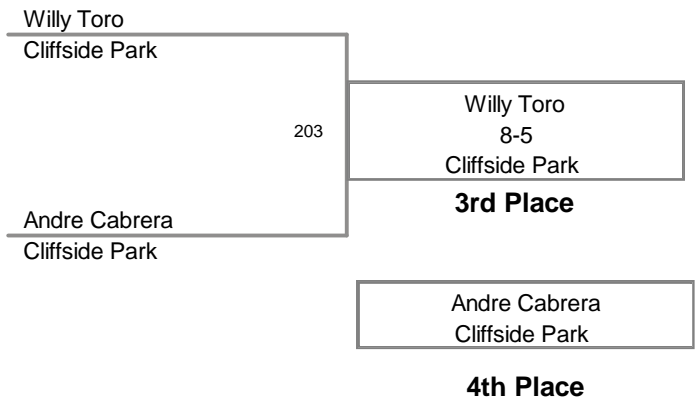 Willy Toro
Cliffside Park
203
Willy Toro
8-5
Cliffside Park
3rd Place
Andre Cabrera
Cliffside Park
Andre Cabrera
Cliffside Park
4th Place